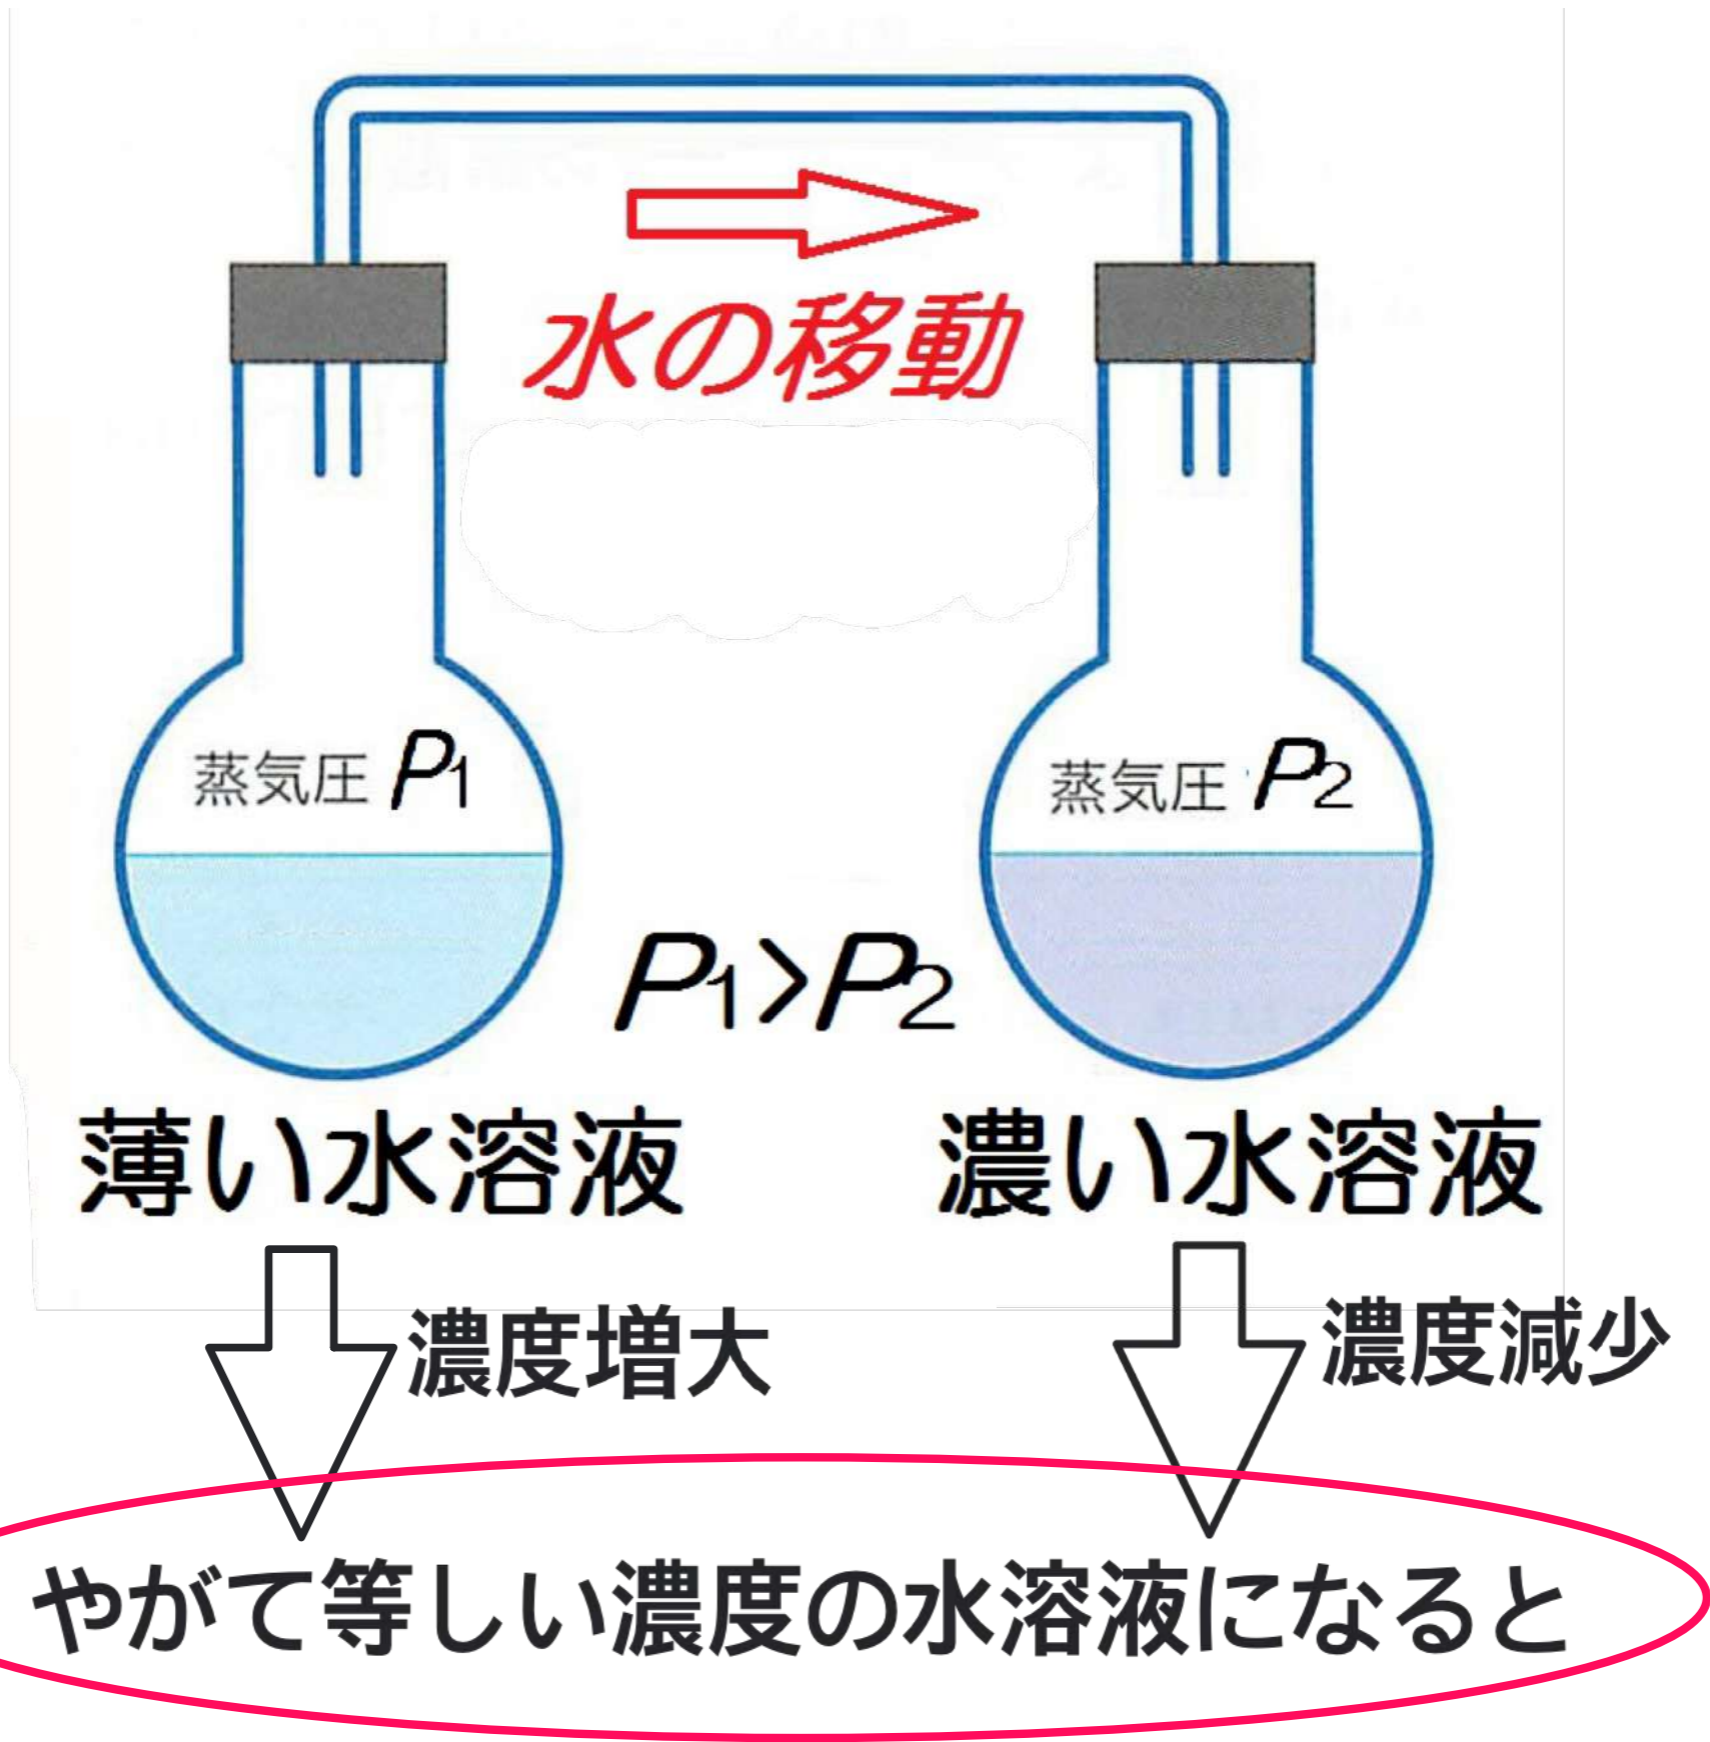 水の移動
蒸気圧 P1
蒸気圧 P2
P1>P2
薄い水溶液
濃い水溶液
濃度増大
濃度減少
やがて等しい濃度の水溶液になると